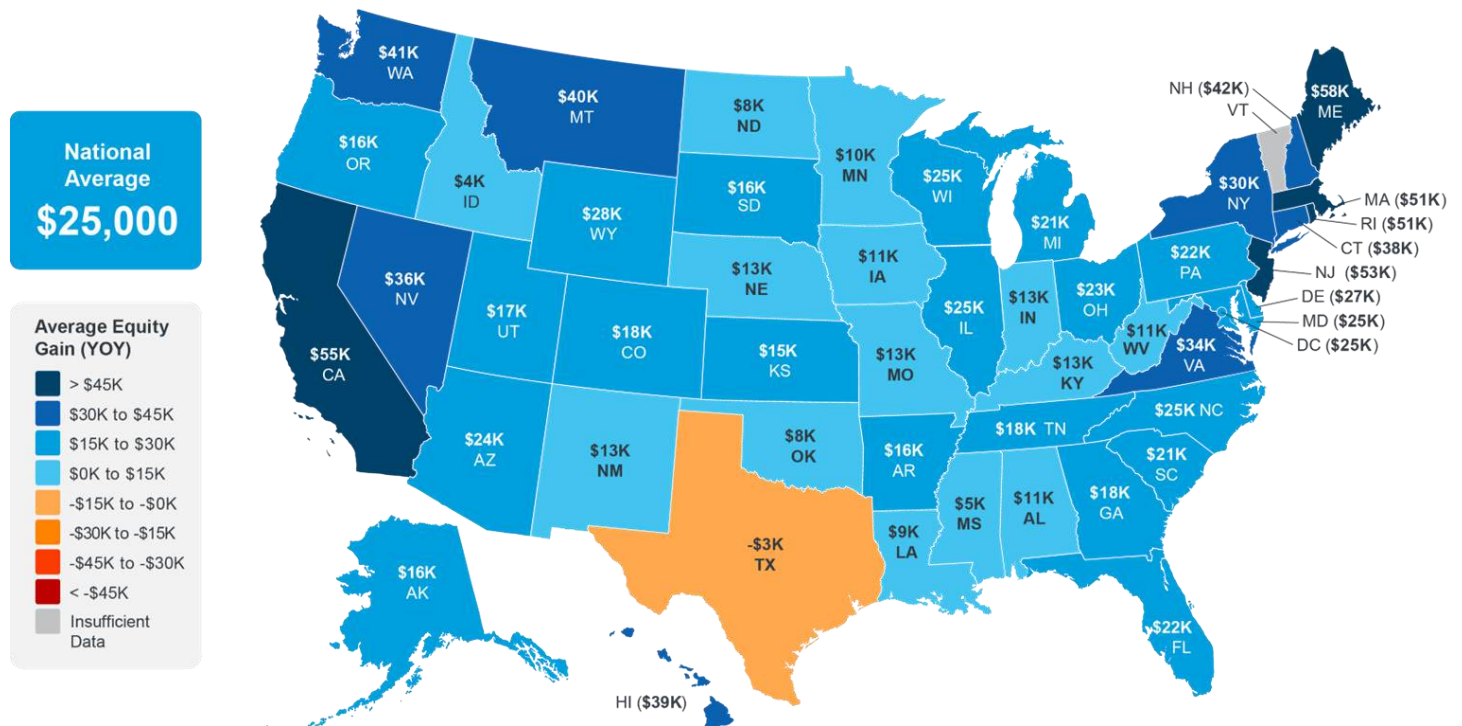 National
Average
$25,000
Average Equity
Gain (YOY)
> $45K
$30K to $45K
$15K to $30K
$0K to $15K
-$15K to -$0K
-$30K to -$15K
-$45K to -$30K
< -$45K
Insufficient
Data
$41K
WA
$16K
OR
$55K
CA
$36K
NV
$4K
ID
$40K
MT
$28K
WY
$17K
UT
$18K
CO
$24K
AZ
$13K
NM
$8K
ND
$16K
SD
$13K
NE
$15K
KS
$8K
OK
-$3K
TX
$10K
MN
$11K
IA
$13K
MO
$16K
AR
$9K
LA
$25K
WI
$25K
IL
$21K
MI
$13K
IN
$23K
OH
$13K
KY
$18K TN
$5K
MS
$11K
AL
$18K
GA
$22K
FL
$21K
SC
$25K NC
$34K
VA
$11K
WV
$22K
PA
$30K
NY
$58K
ME
NH ($42K)
VT
MA ($51K)
RI ($51K)
CT ($38K)
NJ ($53K)
DE ($27K)
MD ($25K)
DC ($25K)
$16K
AK
HI ($39K)